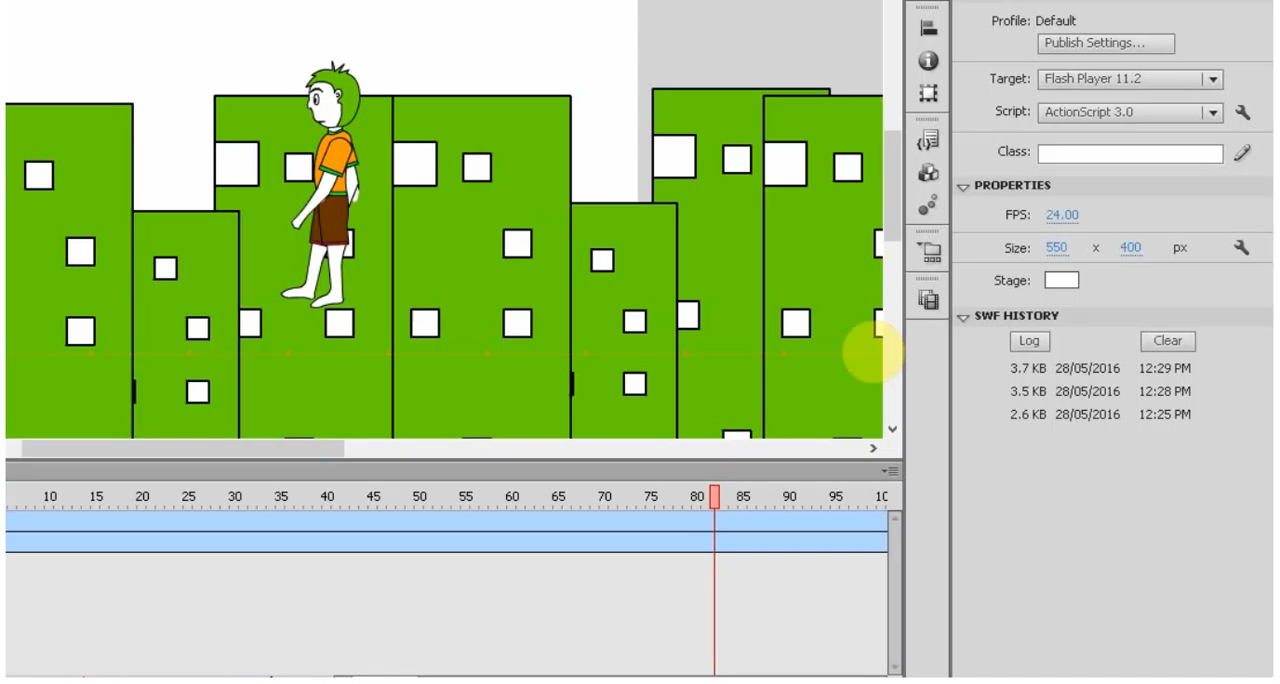 Profile: Default
Publish Settings...
Target: Flash Player 11.2
Script: ActionScript 3.0
Class:
PROPERTIES
FPS: 24.00
Size: 550 x 400 px
Stage:
SWF HISTORY
Log Clear
3.7 KB 28/05/2016 12:29 PM
3.5 KB 28/05/2016 12:28 PM
2.6 KB 28/05/2016 12:25 PM
10 15 20 25 30 35 40 45 50 55 60 65 70 75 80 85 90 95